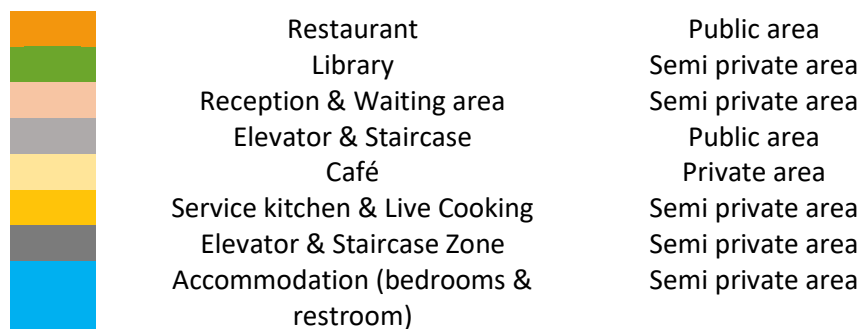 Restaurant Public area
Library Semi private area
Reception & Waiting area Semi private area
Elevator & Staircase Public area
Café Private area
Service kitchen & Live Cooking Semi private area
Elevator & Staircase Zone Semi private area
Accommodation (bedrooms & Semi private area
restroom)